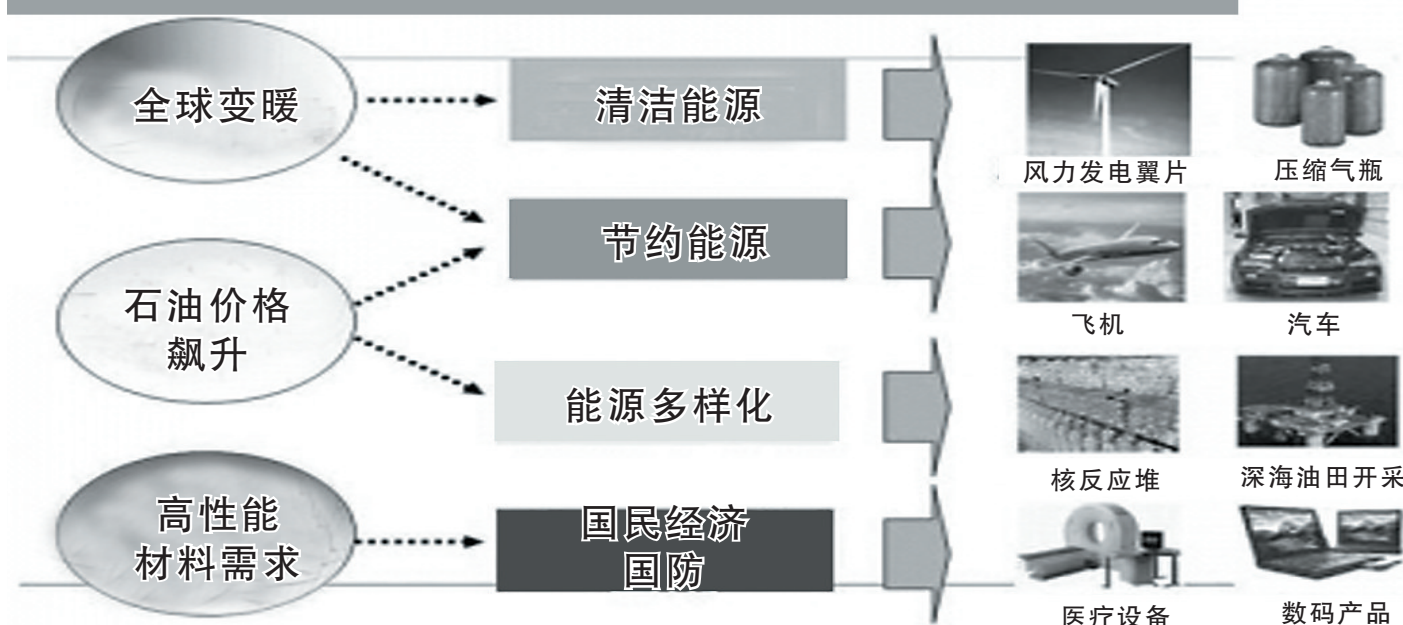 全球变暖
清洁能源
风力发电翼片
压缩气瓶
节约能源
石油价格
飙升
飞机
汽车
能源多样化
核反应堆
深海油田开采
高性能
材料需求
国民经济
国防
医疗设备
数码产品